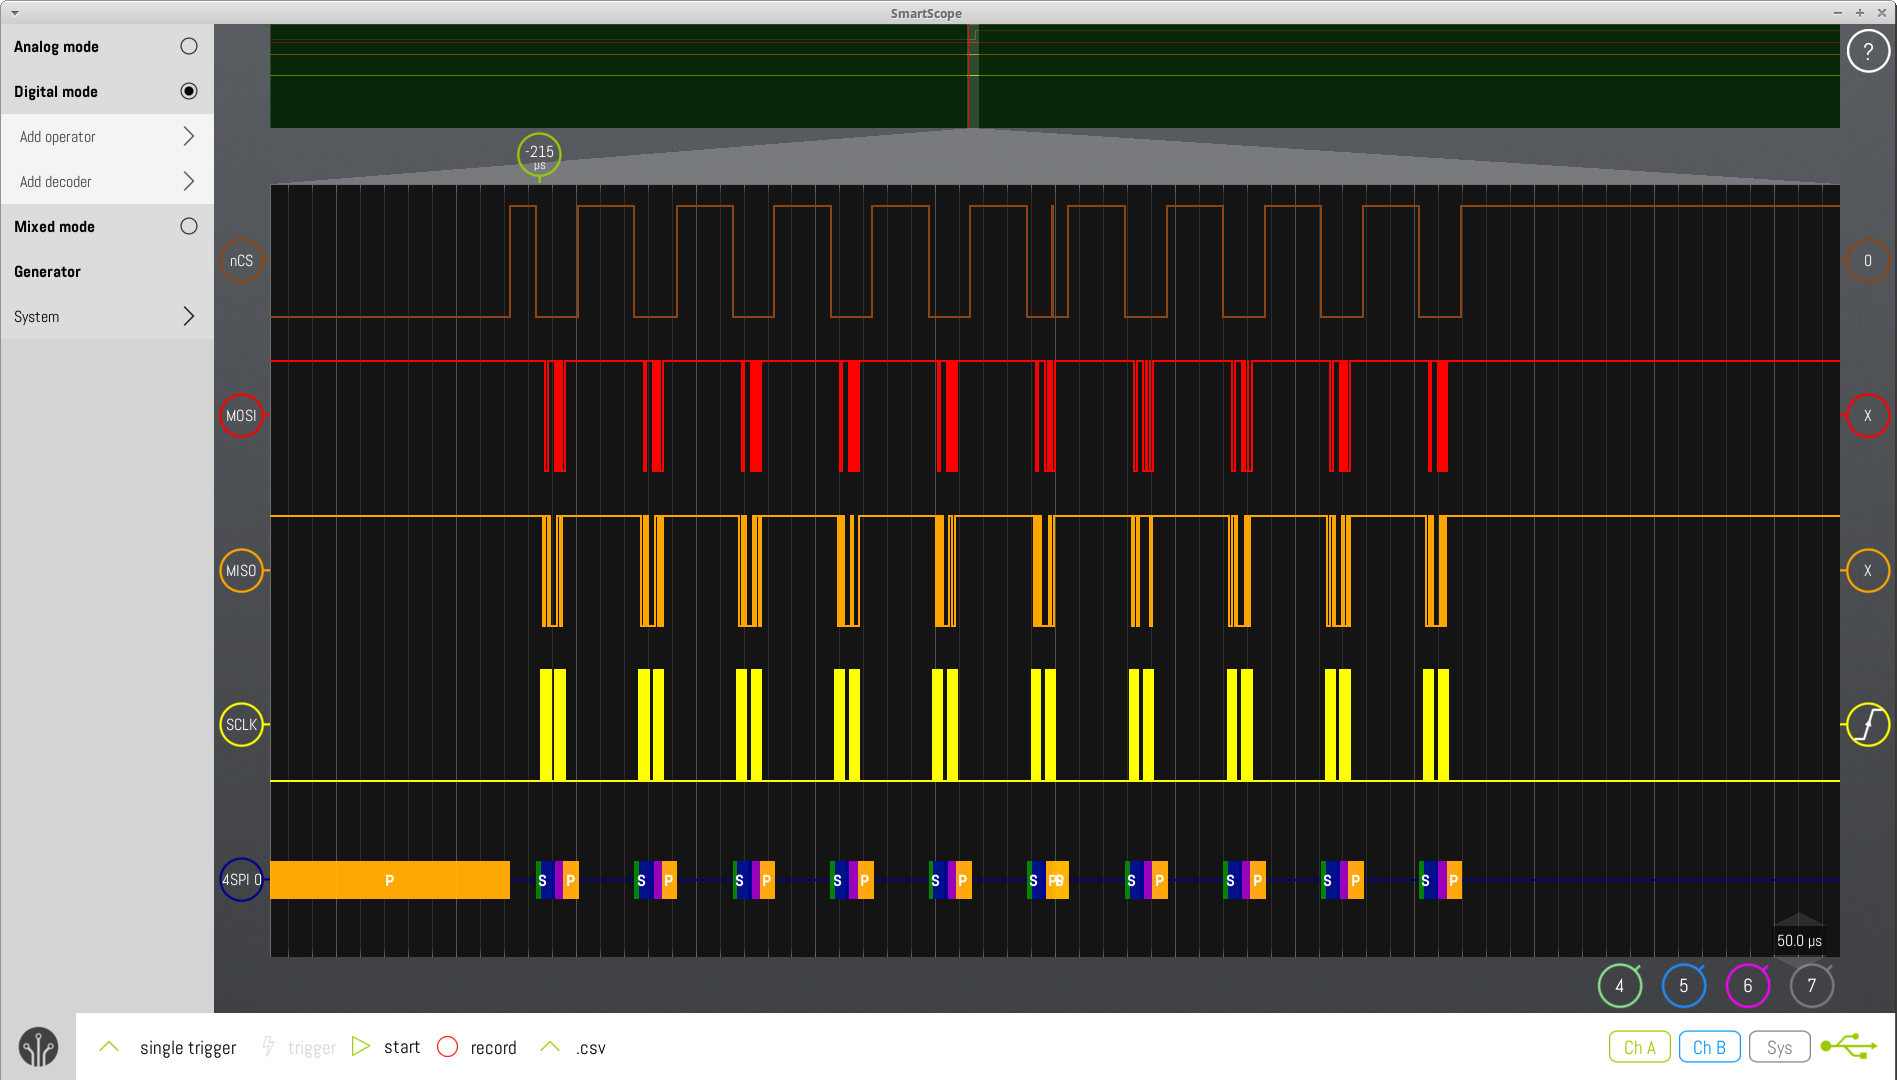 SmartScope
Analog mode
Digital mode
Add operator
Add decoder
Mixed mode
Generator
System
?
-215
µs
nCS
0
MOSI
X
MISO
X
SCLK
4SPI 0
P
S P
S P
S P
S P
S P
S PS
S P
S P
S P
S P
50.0 µs
4 5 6 7
single trigger trigger start record .csv
Ch A Ch B Sys